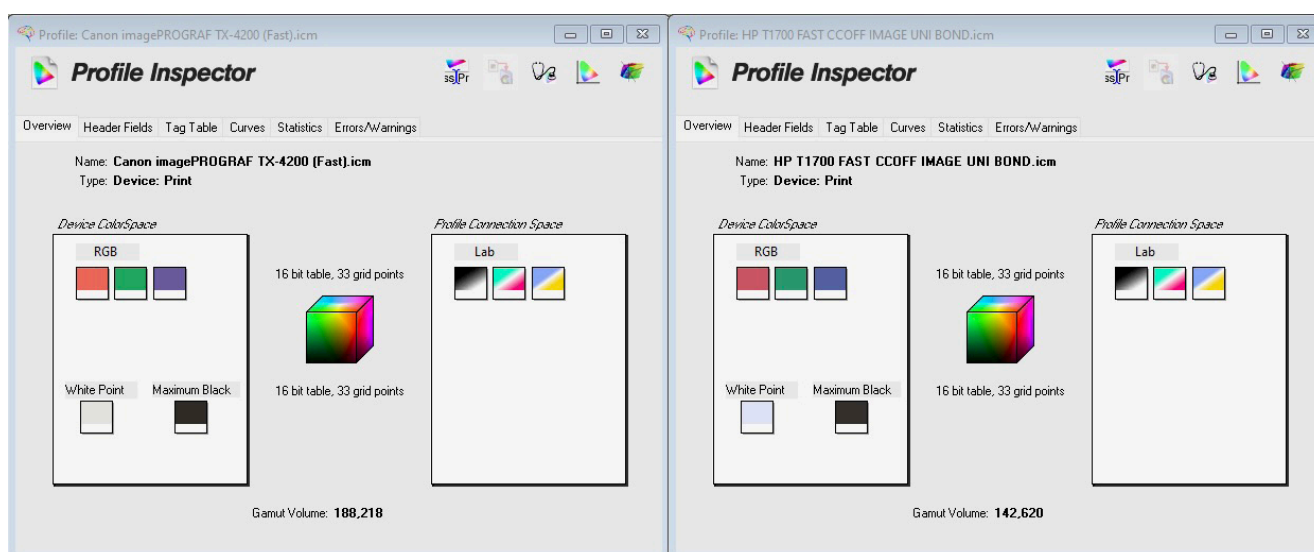 Profile: Canon imagePROGRAF TX-4200 (Fast).icm
Profile Inspector
ss|Pr
Overview Header Fields Tag Table Curves Statistics Errors/Warnings
Name: Canon imagePROGRAF TX-4200 (Fast).icm
Type: Device: Print
Device ColorSpace
Profile Connection Space
RGB
Lab
16 bit table, 33 grid points
White Point Maximum Black
16 bit table, 33 grid points
Gamut Volume: 188,218
Profile: HP T1700 FAST CCOFF IMAGE UNI BOND.icm
Profile Inspector
ss|Pr
Overview Header Fields Tag Table Curves Statistics Errors/Warnings
Name: HP T1700 FAST CCOFF IMAGE UNI BOND.icm
Type: Device: Print
Device ColorSpace
Profile Connection Space
RGB
Lab
16 bit table, 33 grid points
White Point Maximum Black
16 bit table, 33 grid points
Gamut Volume: 142,620